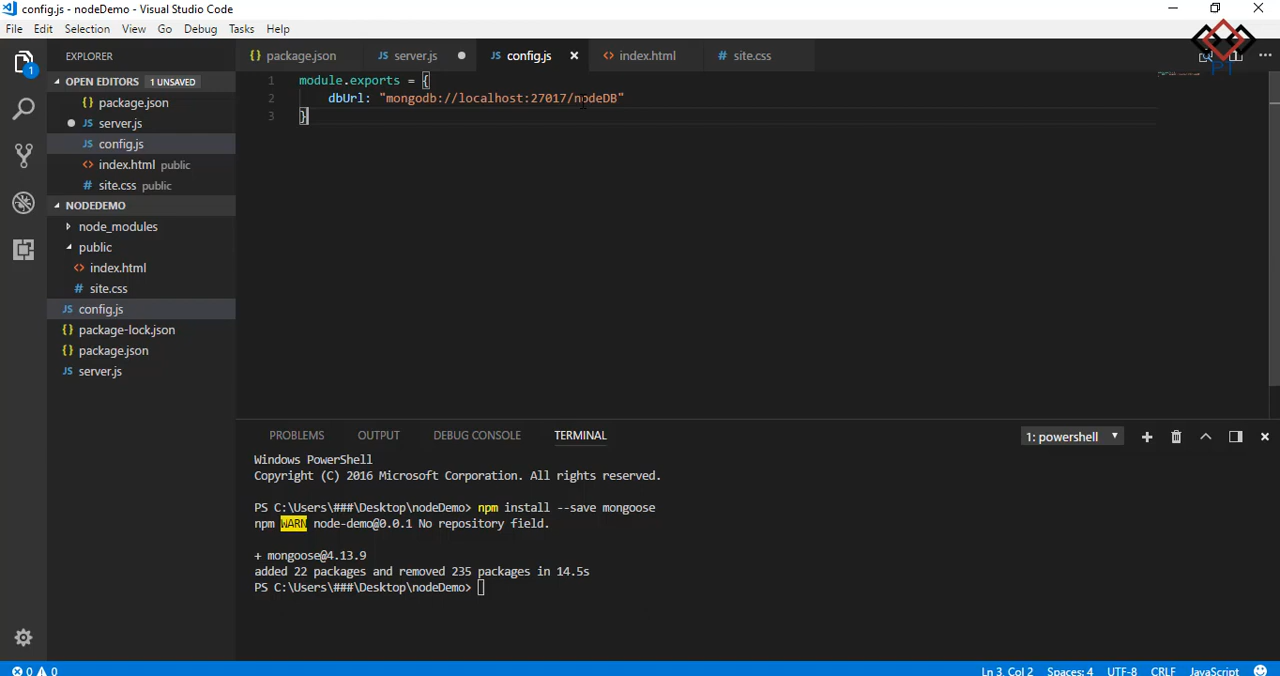 config.js - nodeDemo - Visual Studio Code
File Edit Selection View Go Debug Tasks Help
EXPLORER
{} package.json JS server.js JS config.js <> index.html # site.css
OPEN EDITORS 1 UNSAVED
{} package.json
JS server.js
JS config.js
<> index.html public
# site.css public
NODEDEMO
node_modules
public
<> index.html
# site.css
JS config.js
{} package-lock.json
{} package.json
JS server.js
1
1 module.exports = {
2 dbUrl: "mongodb://localhost:27017/nodeDB"
3 }
PT
PROBLEMS OUTPUT DEBUG CONSOLE TERMINAL 1: powershell
Windows PowerShell
Copyright (C) 2016 Microsoft Corporation. All rights reserved.
PS C:\Users\###\Desktop\nodeDemo> npm install --save mongoose
npm WARN node-demo@0.0.1 No repository field.
+ mongoose@4.13.9
added 22 packages and removed 235 packages in 14.5s
PS C:\Users\###\Desktop\nodeDemo>
0 0 Ln 3, Col 2 Spaces: 4 UTF-8 CRLF JavaScript